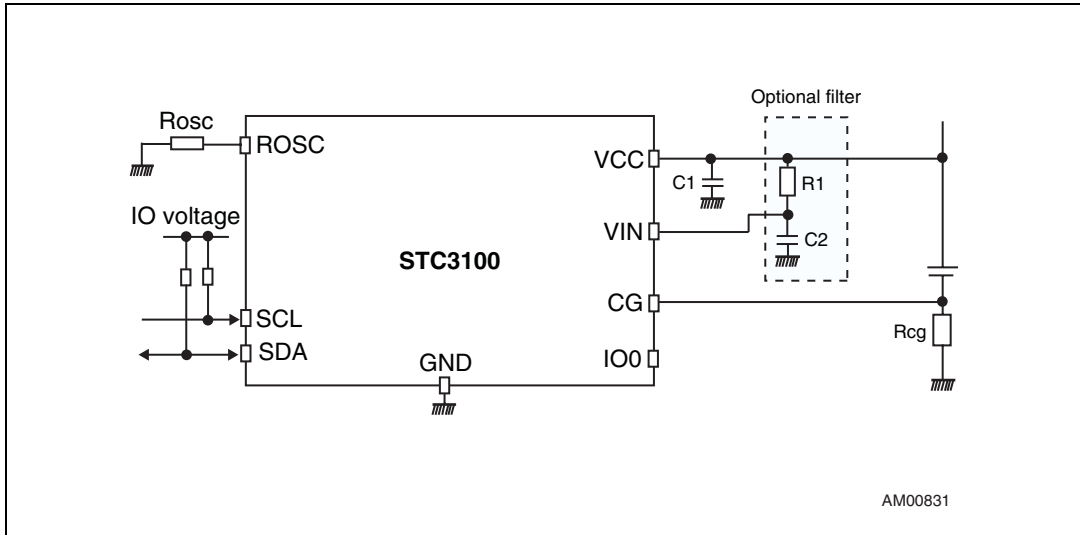 Optional filter
Rosc
ROSC
VCC
C1
R1
IO voltage
VIN
C2
STC3100
CG
SCL
Rcg
SDA
GND
IO0
AM00831